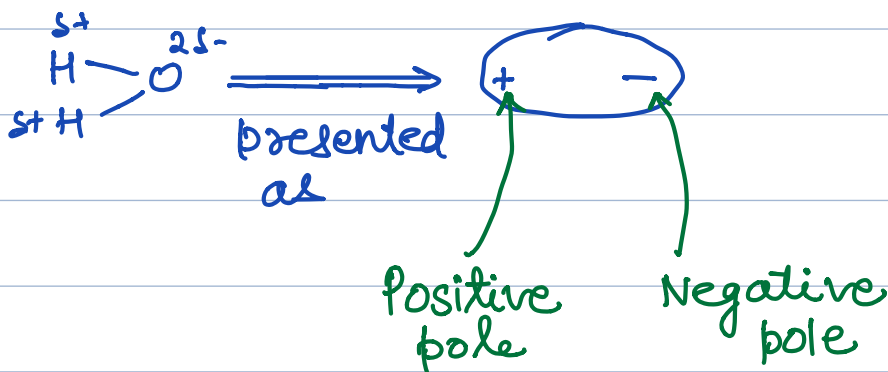 δ+
H O 2δ-
δ+ H
+ -
presented
as
Positive pole
Negative pole